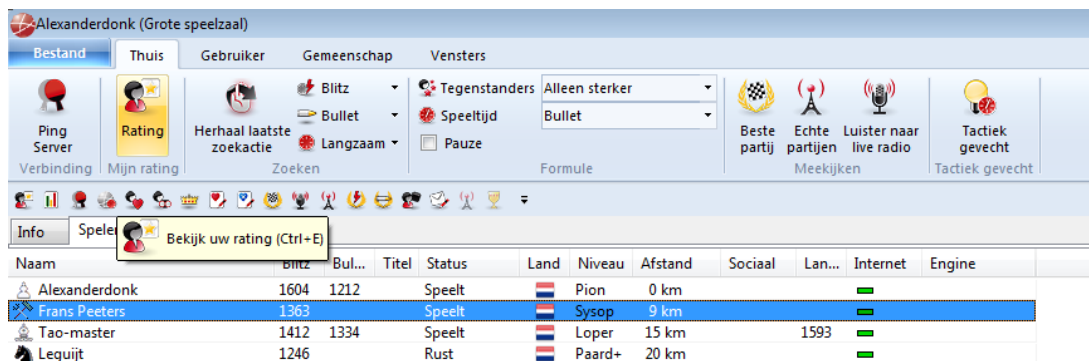 Alexanderdonk (Grote speelzaal)
Bestand Thuis Gebruiker Gemeenschap Vensters
Ping Server
Rating
Herhaal laatste zoekactie
Blitz
Bullet
Langzaam
Tegenstanders Alleen sterker
Speeltijd Bullet
Pauze
Beste partij
Echte partijen
Luister naar live radio
Tactiek gevecht
Verbinding Mijn rating Zoeken Formule Meekijken Tactiek gevecht
Info Speler
Bekijk uw rating (Ctrl+E)
Naam Blitz Bul... Titel Status Land Niveau Afstand Sociaal Lan... Internet Engine
Alexanderdonk 1604 1212 Speelt Pion 0 km
Frans Peeters 1363 Speelt Sysop 9 km
Tao-master 1412 1334 Speelt Loper 15 km 1593
Lequijt 1246 Rust Paard+ 20 km